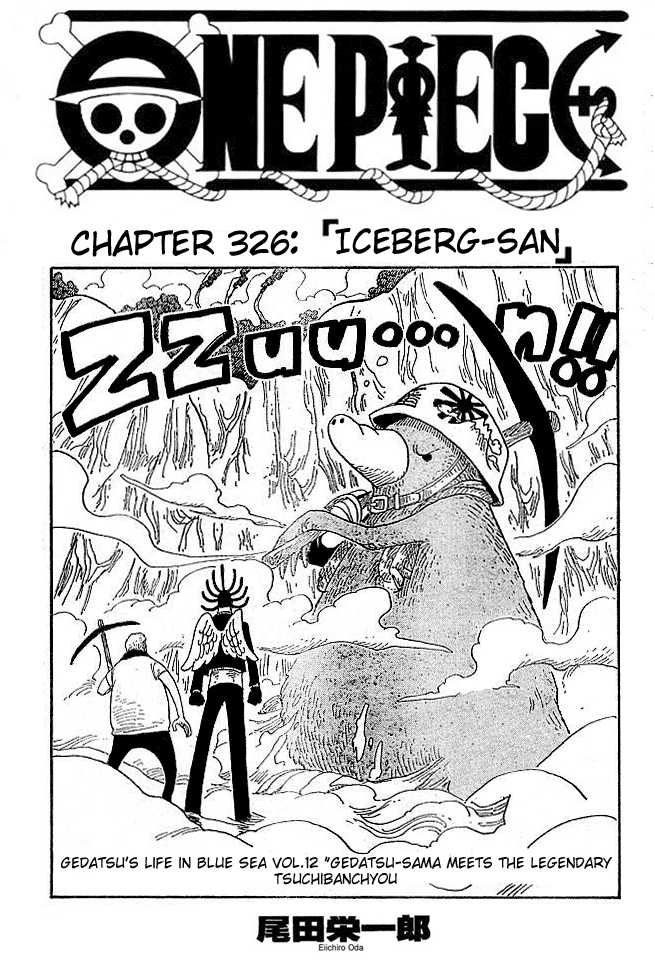 ONE PIECE
CHAPTER 326: 「ICEBERG-SAN」
ZZuu...n!!
GEDATSU'S LIFE IN BLUE SEA VOL.12 "GEDATSU-SAMA MEETS THE LEGENDARY
TSUCHIBANCHYOU
尾田栄一郎
Eiichiro Oda